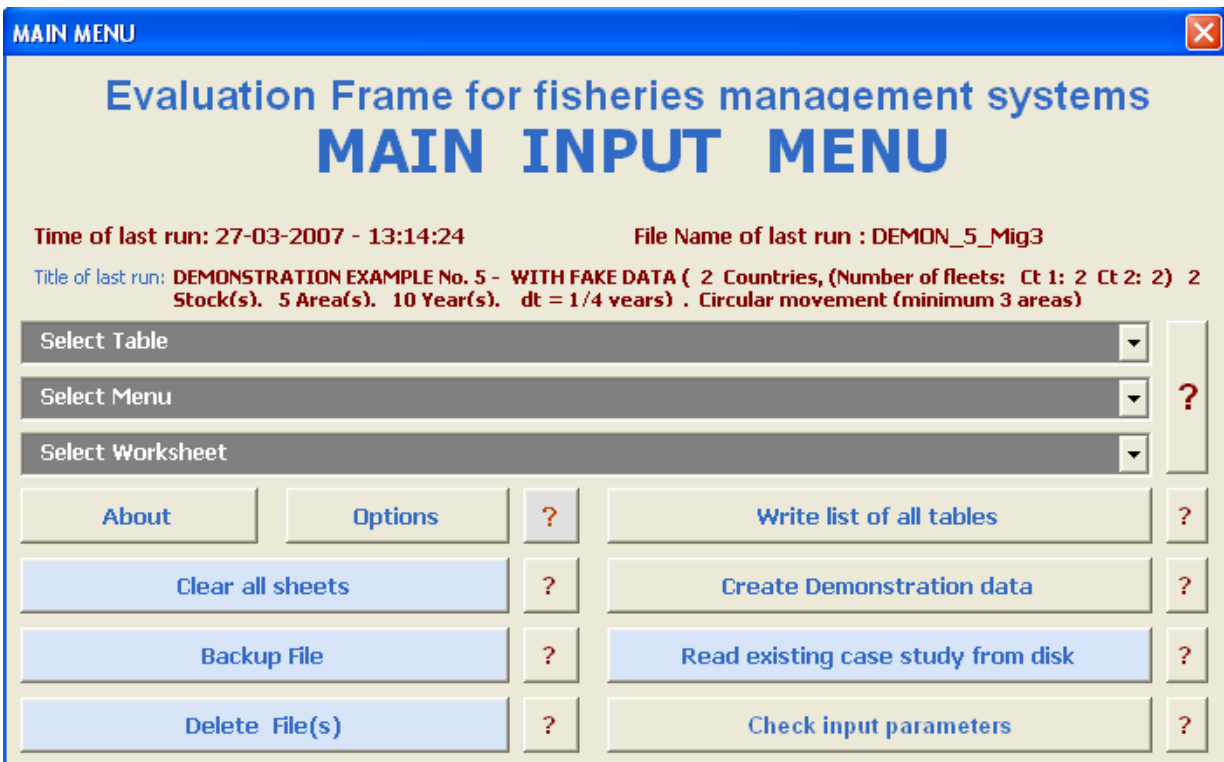 MAIN MENU
Evaluation Frame for fisheries management systems
MAIN INPUT MENU
Time of last run: 27-03-2007 - 13:14:24 File Name of last run : DEMON_5_Mig3
Title of last run: DEMONSTRATION EXAMPLE No. 5 - WITH FAKE DATA ( 2 Countries, (Number of fleets: Ct 1: 2 Ct 2: 2) 2
Stock(s). 5 Area(s). 10 Year(s). dt = 1/4 years) . Circular movement (minimum 3 areas)
Select Table
Select Menu ?
Select Worksheet
About Options ? Write list of all tables ?
Clear all sheets ? Create Demonstration data ?
Backup File ? Read existing case study from disk ?
Delete File(s) ? Check input parameters ?